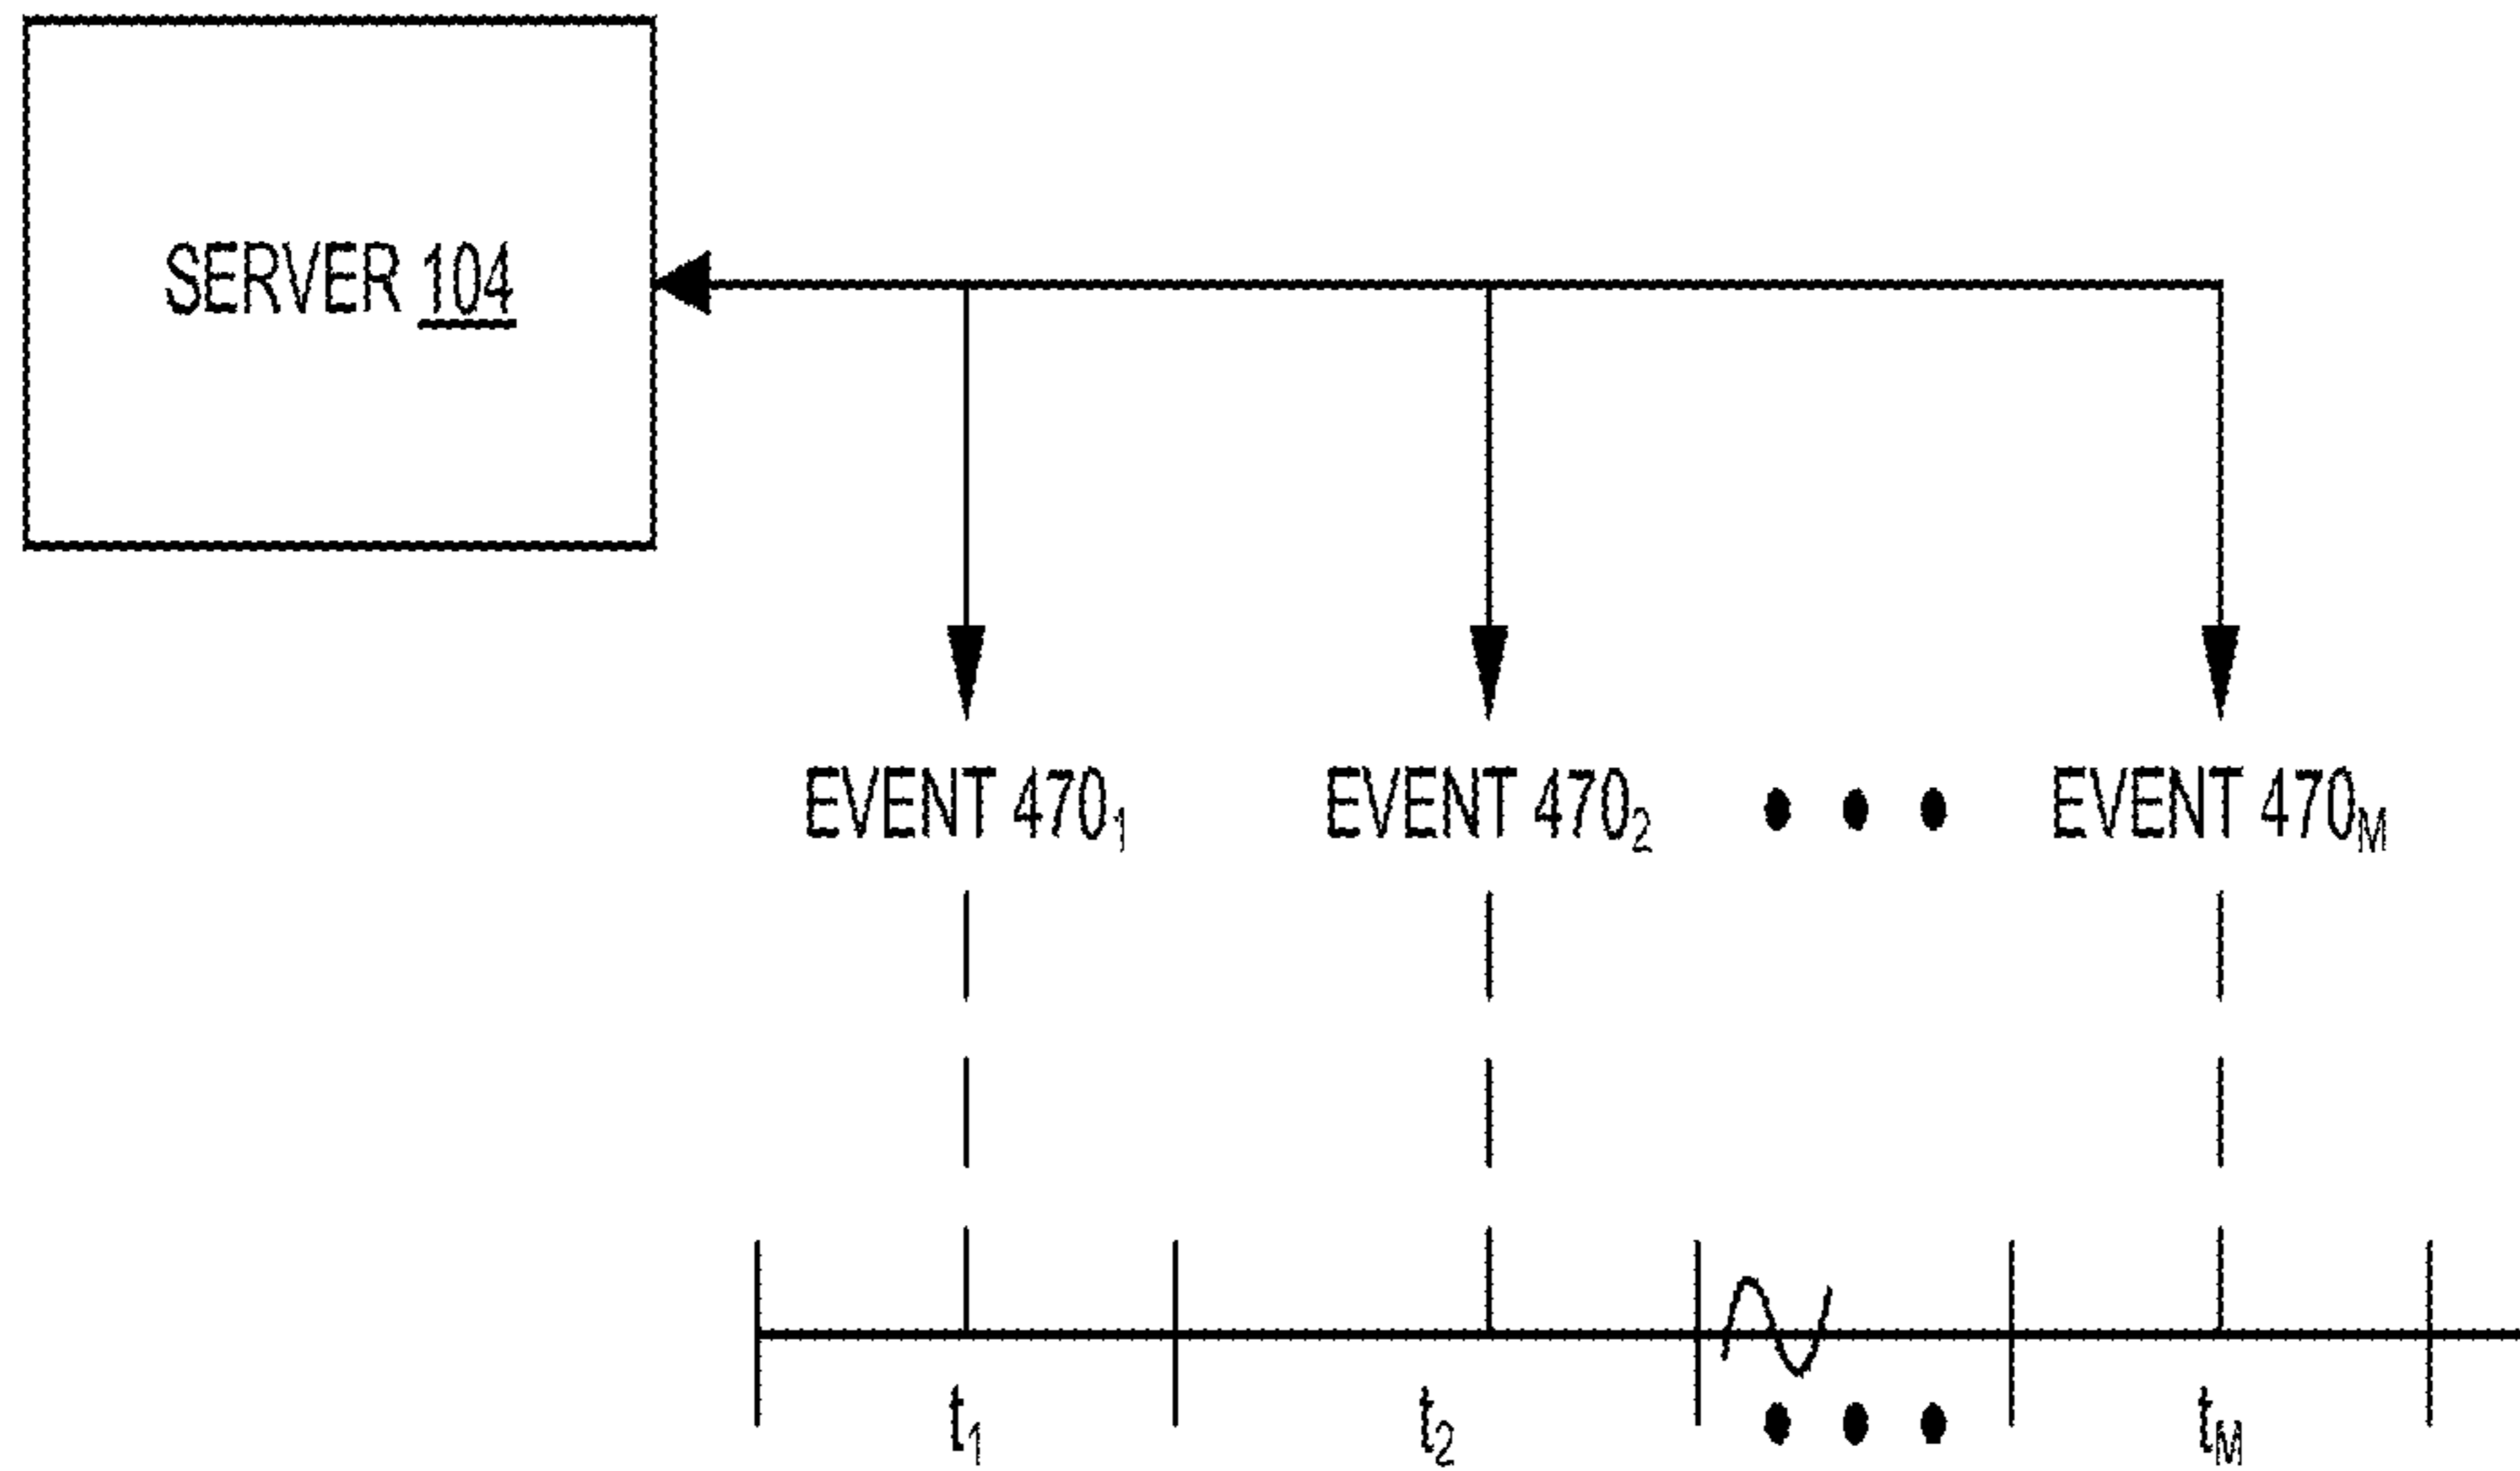 SERVER 104
EVENT 470₁ EVENT 470₂ ● ● ● EVENT 470M
t₁ t₂ ● ● ● tM